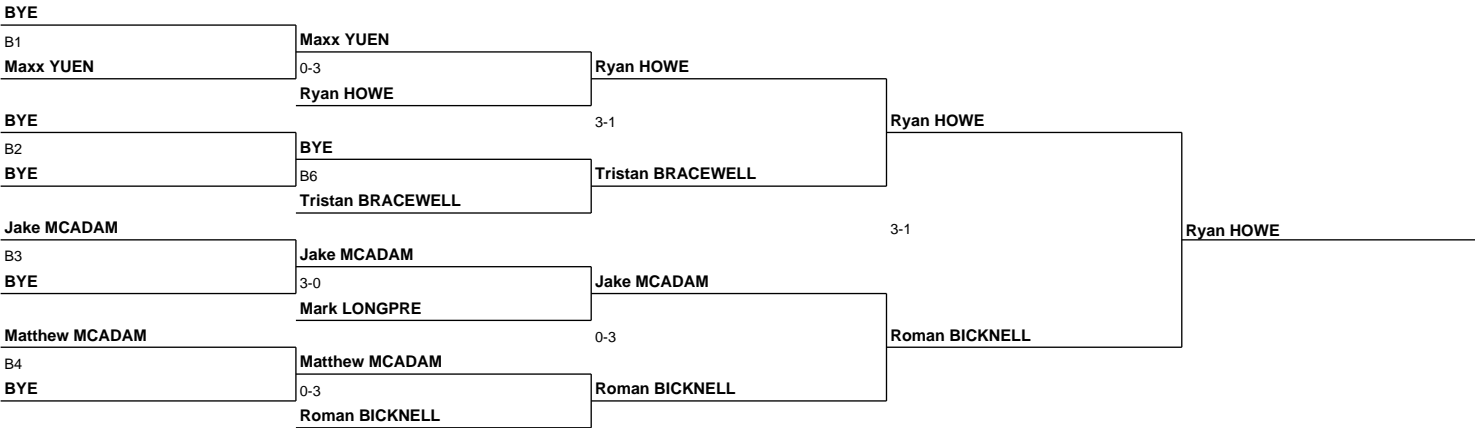 BYE
B1
Maxx YUEN
Maxx YUEN
0-3
Ryan HOWE
Ryan HOWE
BYE
B2
BYE
BYE
B6
Tristan BRACEWELL
3-1
Tristan BRACEWELL
Ryan HOWE
Jake MCADAM
B3
BYE
Jake MCADAM
3-0
Mark LONGPRE
Jake MCADAM
Matthew MCADAM
B4
BYE
Matthew MCADAM
0-3
Roman BICKNELL
0-3
Roman BICKNELL
Roman BICKNELL
3-1
Ryan HOWE